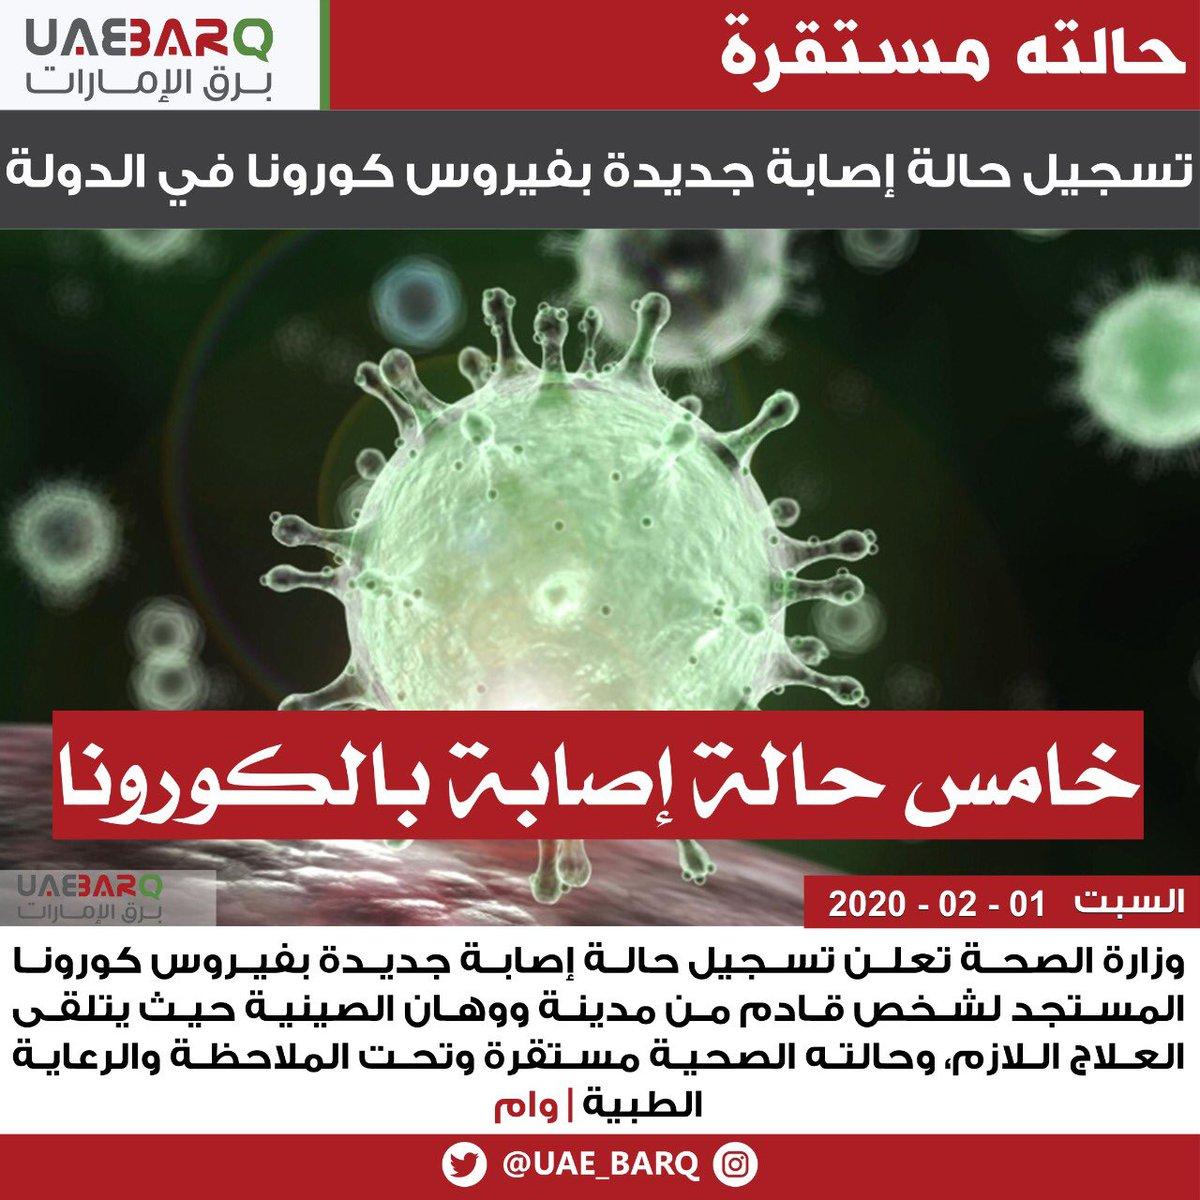 UAEBARQ
برق الإمارات
حالته مستقرة
تسجيل حالة إصابة جديدة بفيروس كورونا في الدولة
خامس حالة إصابة بالكورونا
UAEBARQ
برق الإمارات
السبت 01 - 02 - 2020
وزارة الصحة تعلن تسجيل حالة إصابة جديدة بفيروس كورونا
المستجد لشخص قادم من مدينة ووهان الصينية حيث يتلقى
العلاج اللازم، وحالته الصحية مستقرة وتحت الملاحظة والرعاية
الطبية | وام
@UAE_BARQ